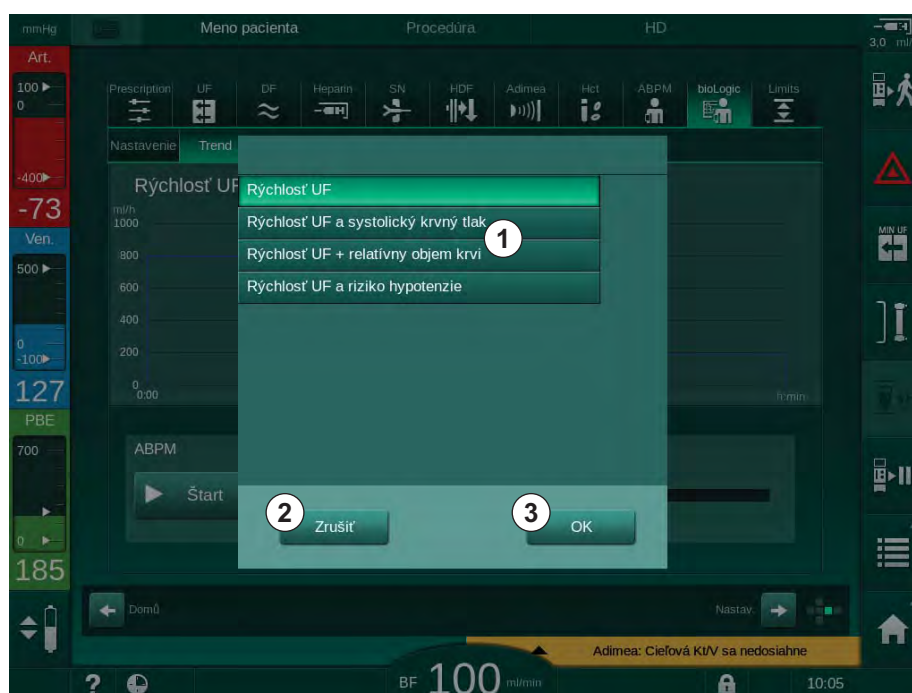 mmHg Meno pacienta Procedúra HD
3,0 ml/
Art.
100
0
-400
-73
Ven.
500
0
-100
127
PBE
700
0
185
Prescription UF DF Heparin SN HDF Adimea Hct ABPM bioLogic Limits
Nastavenie Trend
Rýchlosť UF
ml/h
1000
800
600
400
200
0
0:00 h:min
Rýchlosť UF
Rýchlosť UF a systolický krvný tlak
1
Rýchlosť UF + relatívny objem krvi
Rýchlosť UF a riziko hypotenzie
ABPM
Štart
2 Zrušiť 3 OK
MIN UF
Domů Nastav.
Adimea: Cieľová Kt/V sa nedosiahne
? BF 100 ml/min 10:05